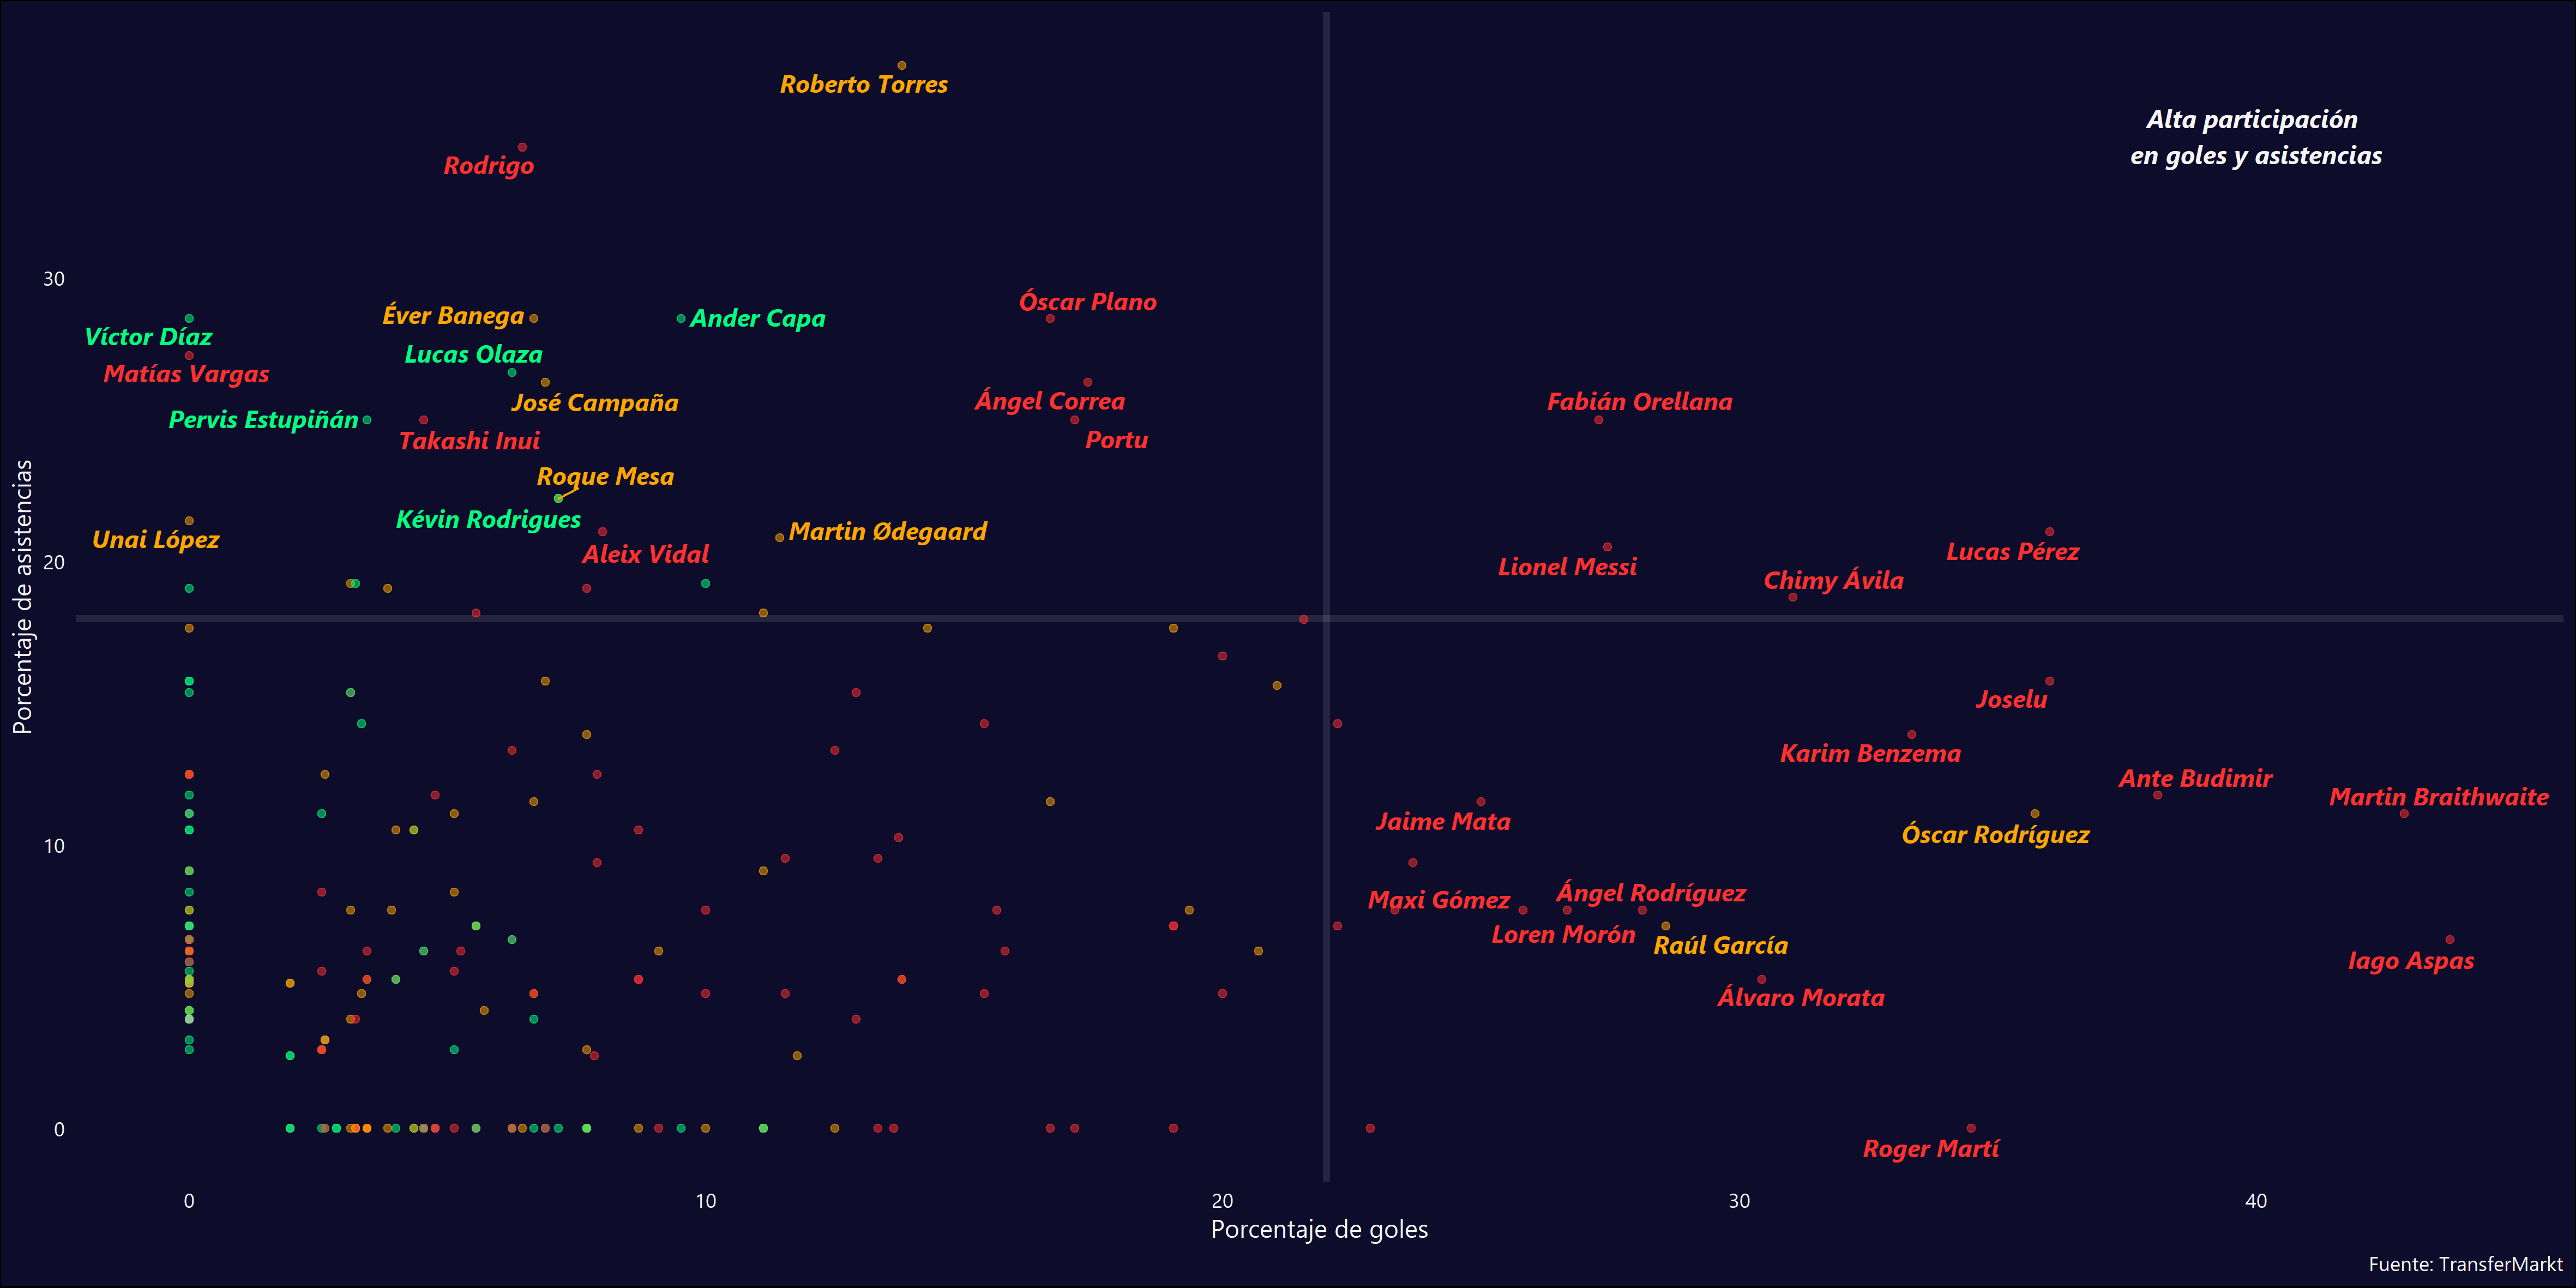 Roberto Torres
Alta participación
en goles y asistencias
Rodrigo
30
Óscar Plano
Éver Banega
Ander Capa
Víctor Díaz
Lucas Olaza
Matías Vargas
José Campaña
Ángel Correa
Fabián Orellana
Pervis Estupiñán
Takashi Inui
Portu
Roque Mesa
Kévin Rodrigues
Martin Ødegaard
Unai López
Aleix Vidal
Lucas Pérez
20
Lionel Messi
Chimy Ávila
Porcentaje de asistencias
Joselu
Karim Benzema
Ante Budimir
Martin Braithwaite
Jaime Mata
Óscar Rodríguez
10
Ángel Rodríguez
Maxi Gómez
Loren Morón
Raúl García
Iago Aspas
Álvaro Morata
0
Roger Martí
0 10 20 30 40
Porcentaje de goles
Fuente: TransferMarkt